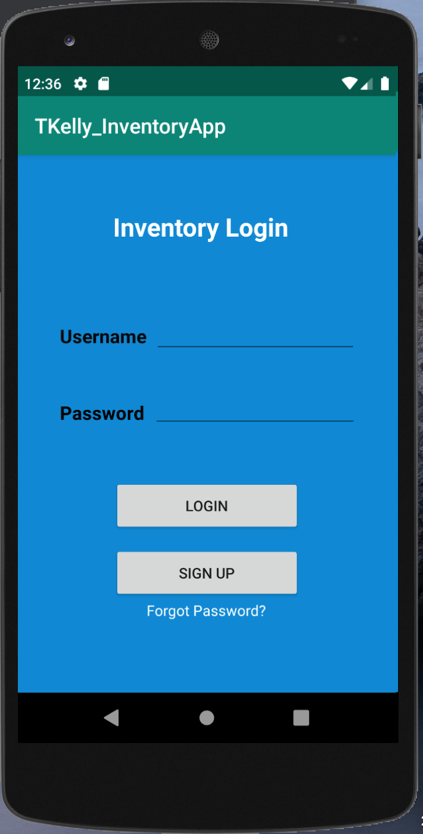 12:36
TKelly_InventoryApp
Inventory Login
Username
Password
LOGIN
SIGN UP
Forgot Password?